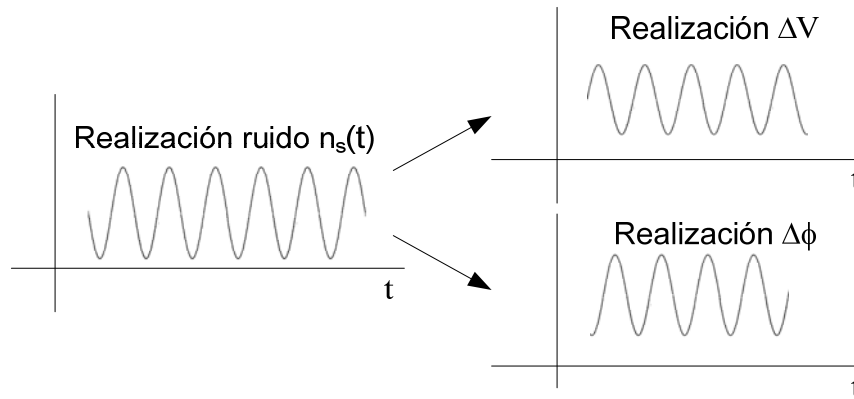 Realización ruido nₛ(t)
t
Realización ΔV
t
Realización Δϕ
t